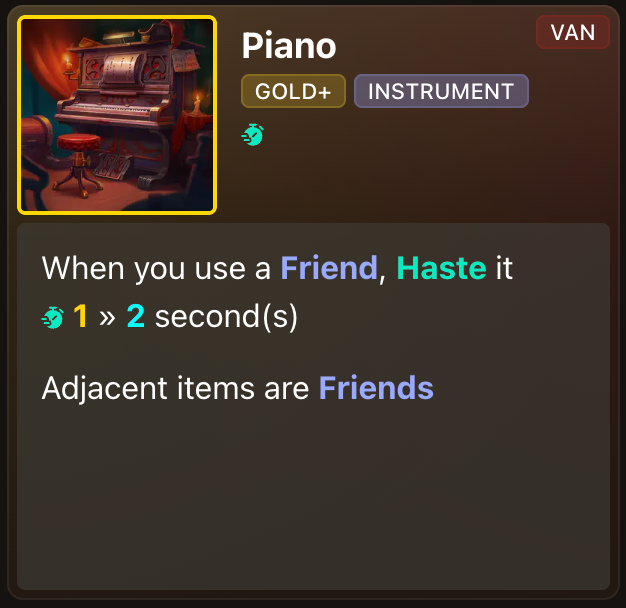 Piano
VAN
GOLD+ INSTRUMENT
When you use a Friend, Haste it
1 » 2 second(s)
Adjacent items are Friends